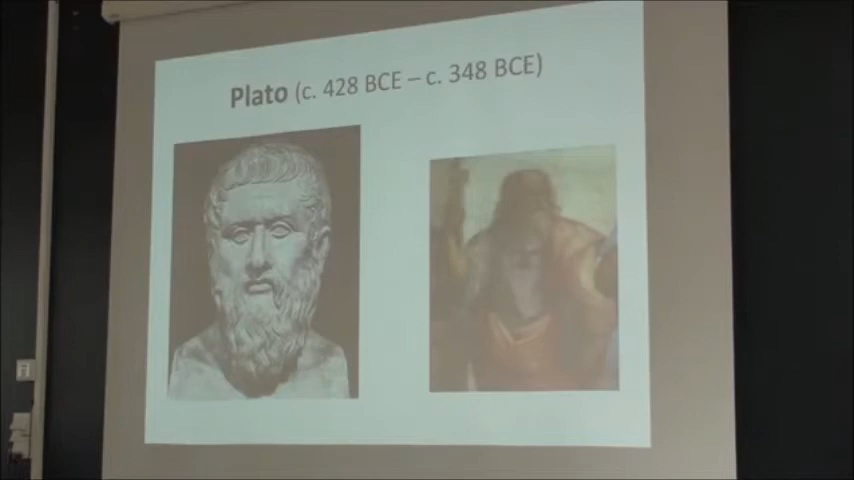 Plato (c. 428 BCE – c. 348 BCE)